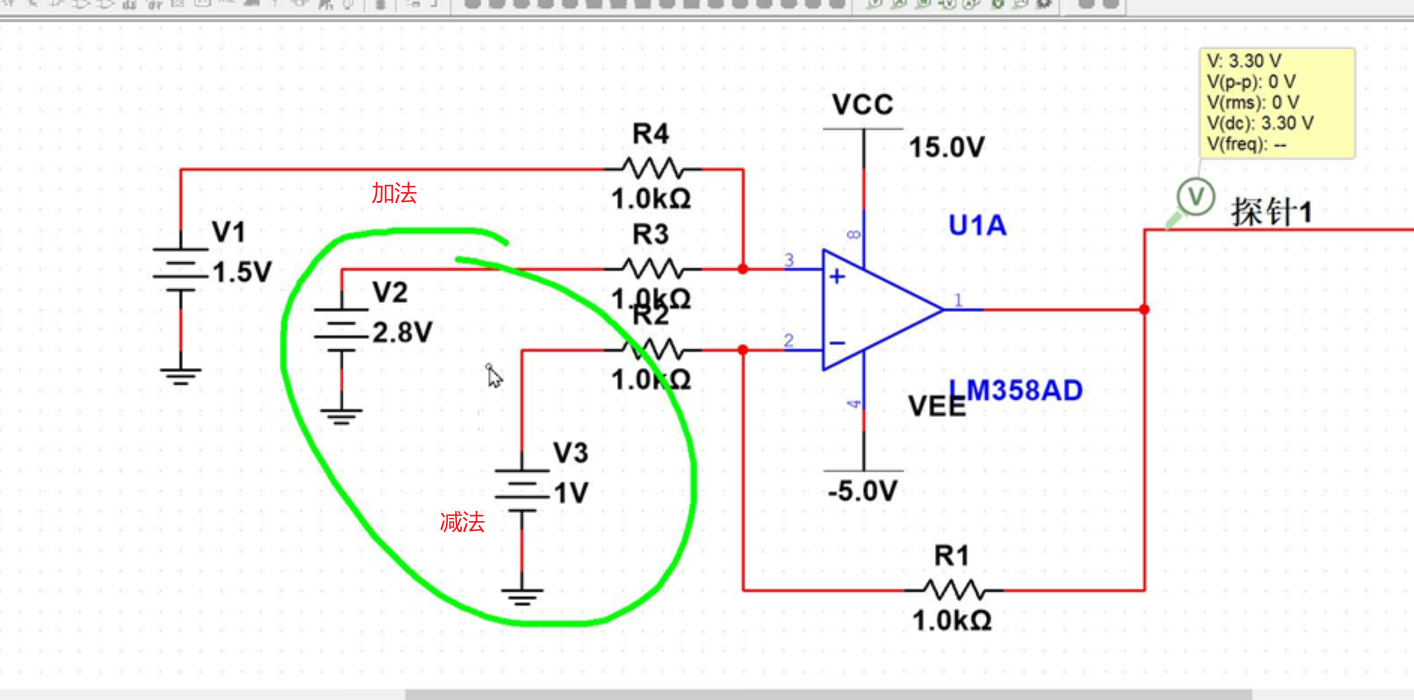 V: 3.30 V
V(p-p): 0 V
V(rms): 0 V
V(dc): 3.30 V
V(freq): --
VCC
15.0V
R4
1.0kΩ
加法
V
探针1
U1A
V1
1.5V
R3
1.0kΩ
8
3
+
V2
2.8V
R2
1.0kΩ
1
2
−
LM358AD
4
VEE
-5.0V
V3
1V
减法
R1
1.0kΩ